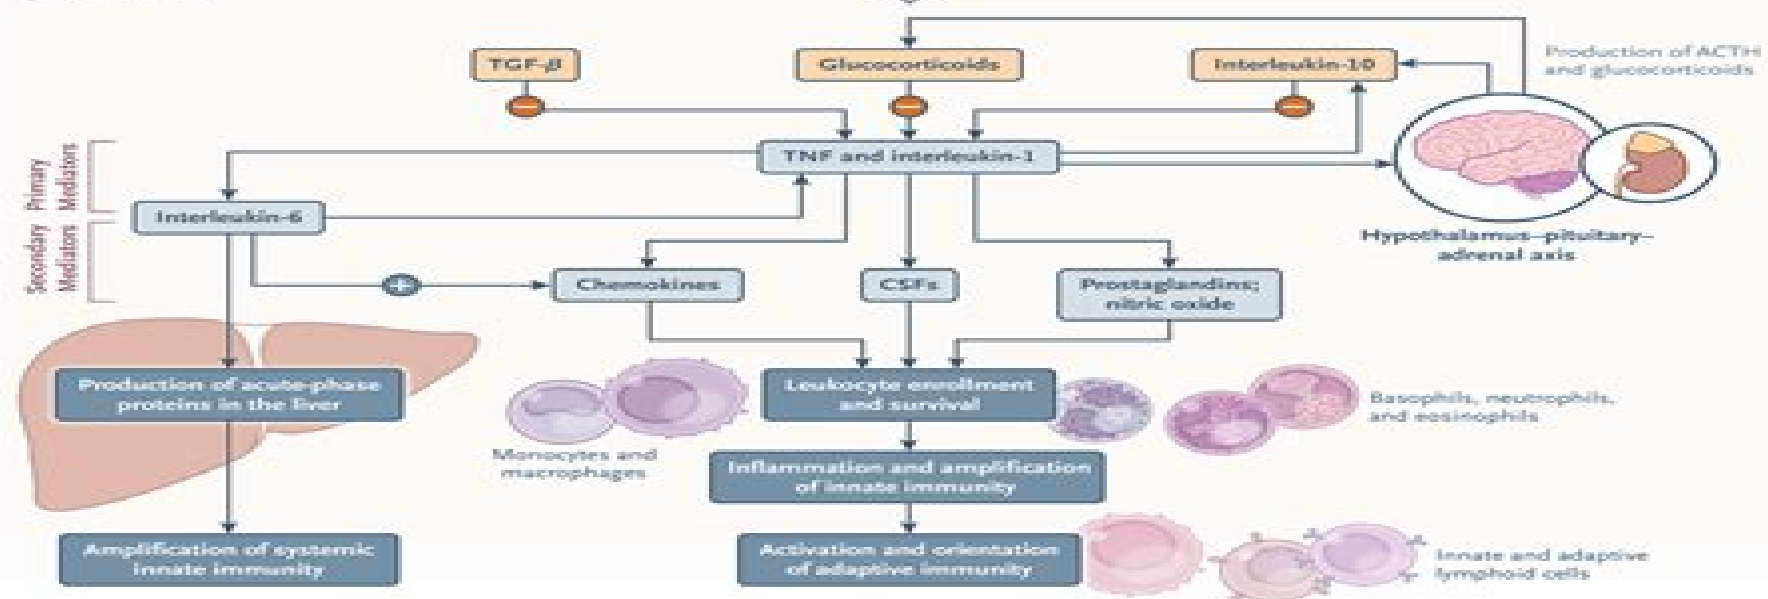 TGF-β
Glucocorticoids
Interleukin-10
Production of ACTH
and glucocorticoids
TNF and interleukin-1
Primary
Mediators
Interleukin-6
Secondary
Mediators
Hypothalamus–pituitary–
adrenal axis
Chemokines
CSFs
Prostaglandins;
nitric oxide
Production of acute-phase
proteins in the liver
Leukocyte enrollment
and survival
Basophils, neutrophils,
and eosinophils
Monocytes and
macrophages
Inflammation and amplification
of innate immunity
Amplification of systemic
innate immunity
Activation and orientation
of adaptive immunity
Innate and adaptive
lymphoid cells